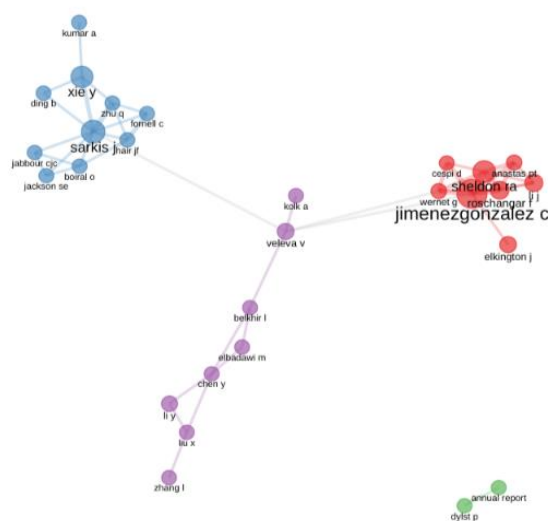 kumar a
xie y
ding b
zhu q
fornell c
sarkis j
hair jf
jabbour cjc
jackson se
boiral o
kolk a
veleva v
cespi d
anastas pt
sheldon ra
wernet g
roschangar f
li j
jimenezgonzalez c
elkington j
belkhir l
elbadawi m
chen y
li y
liu x
zhang l
annual report
dylst p